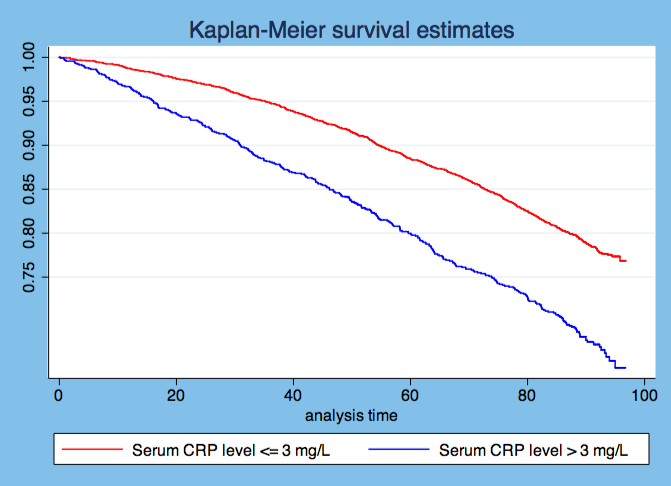 Kaplan-Meier survival estimates
1.00
0.95
0.90
0.85
0.80
0.75
0 20 40 60 80 100
analysis time
Serum CRP level <= 3 mg/L Serum CRP level > 3 mg/L